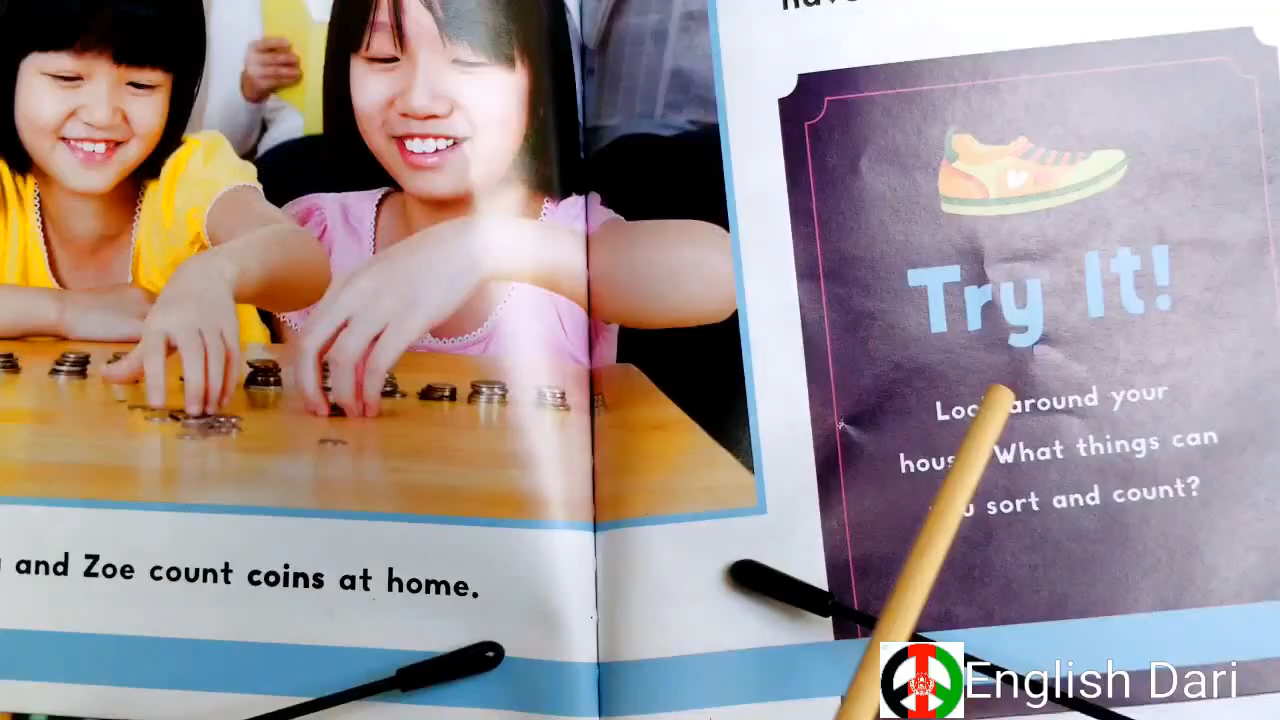 and Zoe count coins at home.
Try It!
around your
What things can
sort and count?
English Dari